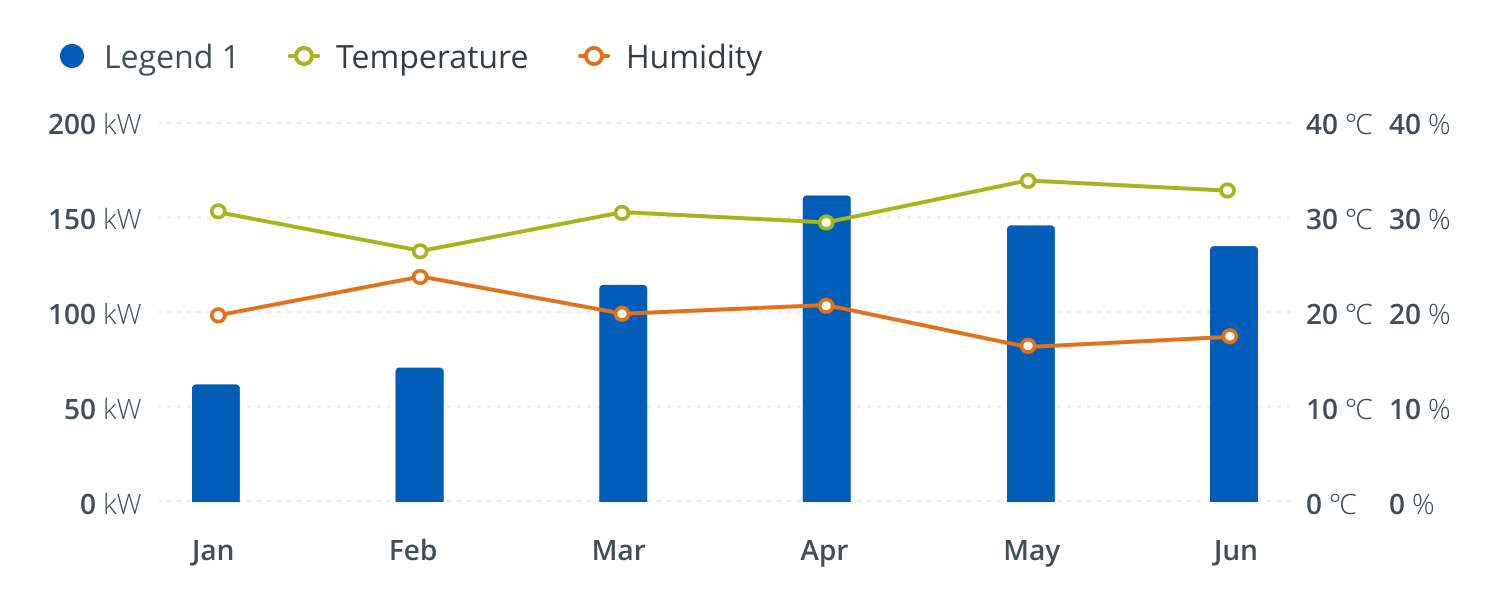 Legend 1 Temperature Humidity
200 kW 40 °C 40 %
150 kW 30 °C 30 %
100 kW 20 °C 20 %
50 kW 10 °C 10 %
0 kW 0 °C 0 %
Jan Feb Mar Apr May Jun